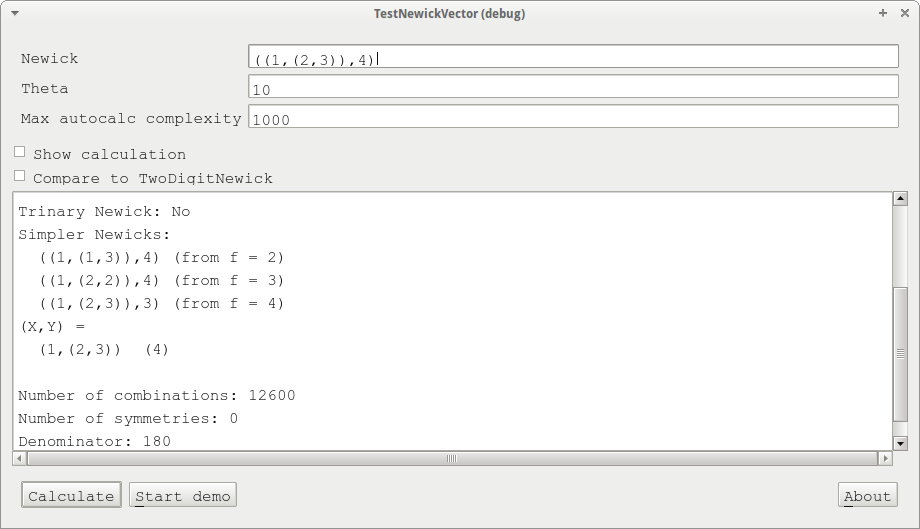 TestNewickVector (debug)
Newick ((1,(2,3)),4)
Theta 10
Max autocalc complexity 1000
Show calculation
Compare to TwoDigitNewick
Trinary Newick: No
Simpler Newicks:
((1,(1,3)),4) (from f = 2)
((1,(2,2)),4) (from f = 3)
((1,(2,3)),3) (from f = 4)
(X,Y) =
(1,(2,3)) (4)
Number of combinations: 12600
Number of symmetries: 0
Denominator: 180
Calculate Start demo About